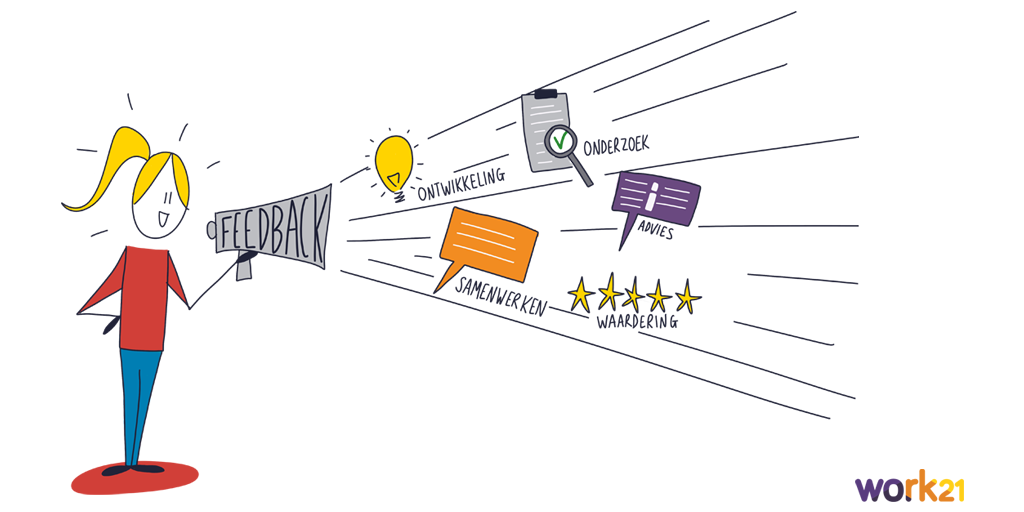 FEEDBACK
ONTWIKKELING
ONDERZOEK
ADVIES
SAMENWERKEN
WAARDERING
work21